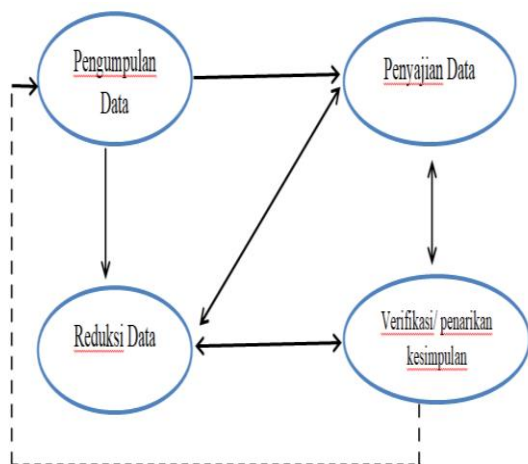 Pengumpulan
Data
Penyajian Data
Reduksi Data
Verifikasi/ penarikan
kesimpulan